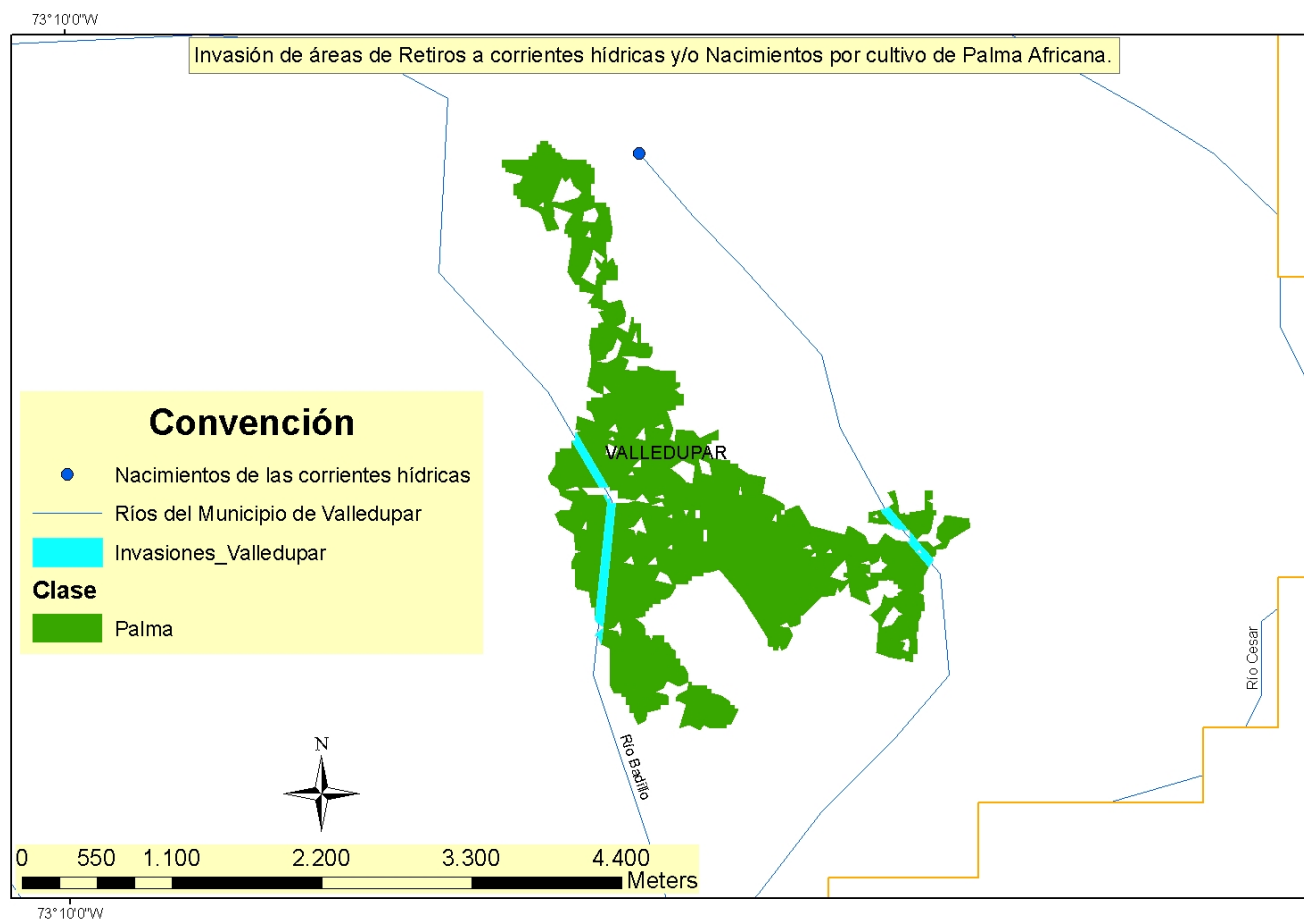 73°10'0"W
Invasión de áreas de Retiros a corrientes hídricas y/o Nacimientos por cultivo de Palma Africana.
VALLEDUPAR
Convención
Nacimientos de las corrientes hídricas
Ríos del Municipio de Valledupar
Invasiones_Valledupar
Clase
Palma
Río Cesar
Río Badillo
N
0 550 1.100 2.200 3.300 4.400
Meters
73°10'0"W